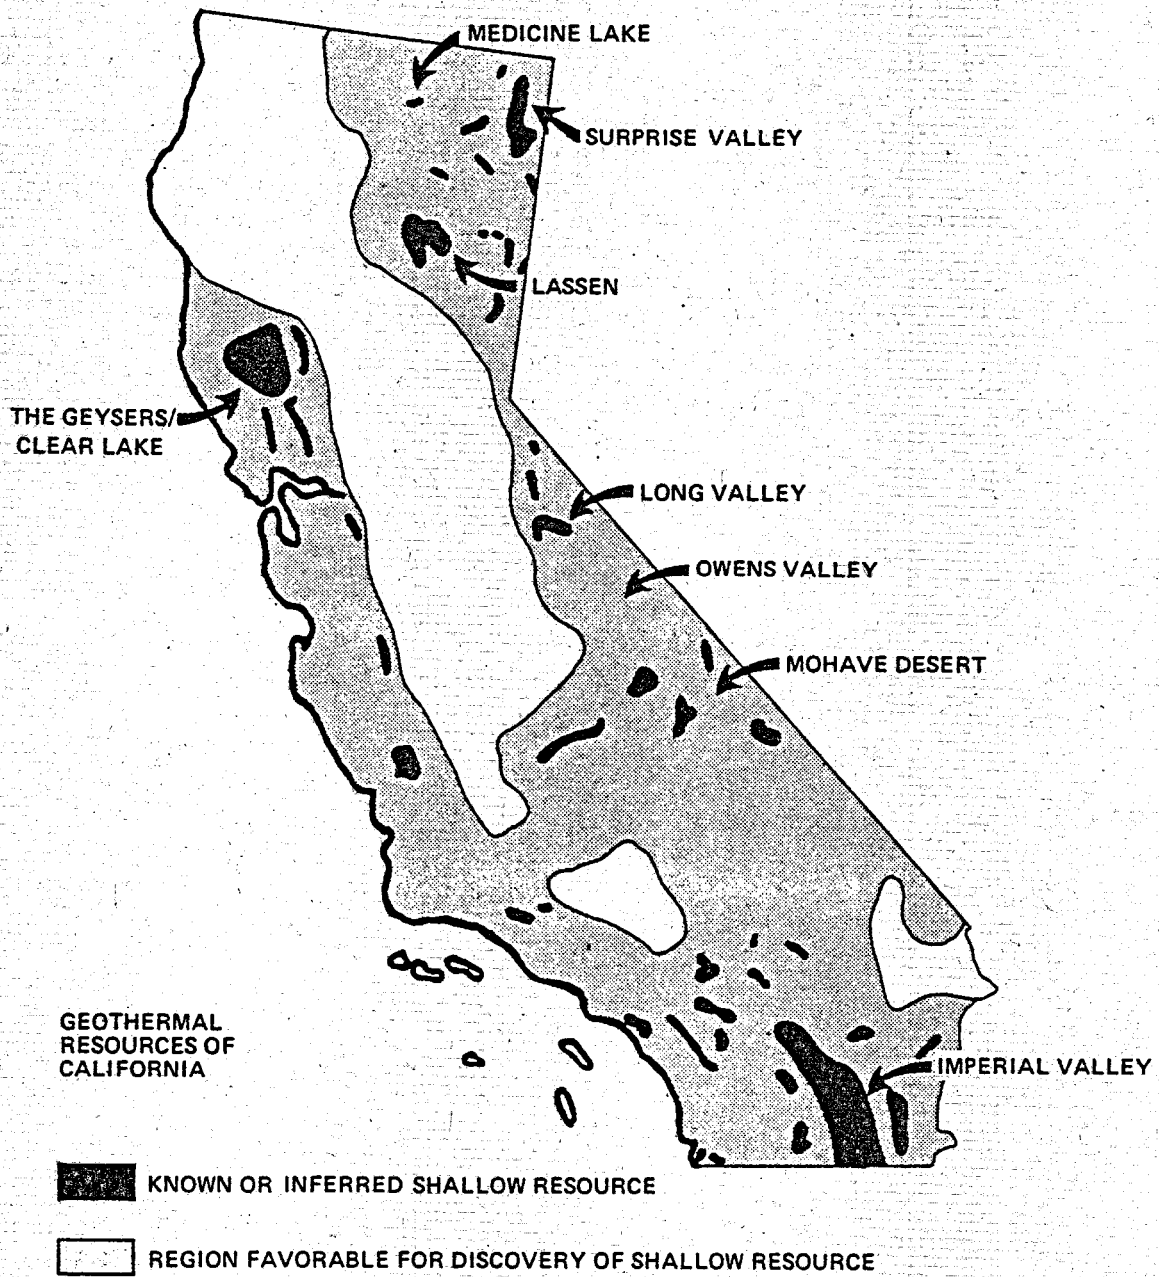 MEDICINE LAKE
SURPRISE VALLEY
LASSEN
THE GEYSERS/
CLEAR LAKE
LONG VALLEY
OWENS VALLEY
MOHAVE DESERT
GEOTHERMAL
RESOURCES OF
CALIFORNIA
IMPERIAL VALLEY
KNOWN OR INFERRED SHALLOW RESOURCE
REGION FAVORABLE FOR DISCOVERY OF SHALLOW RESOURCE